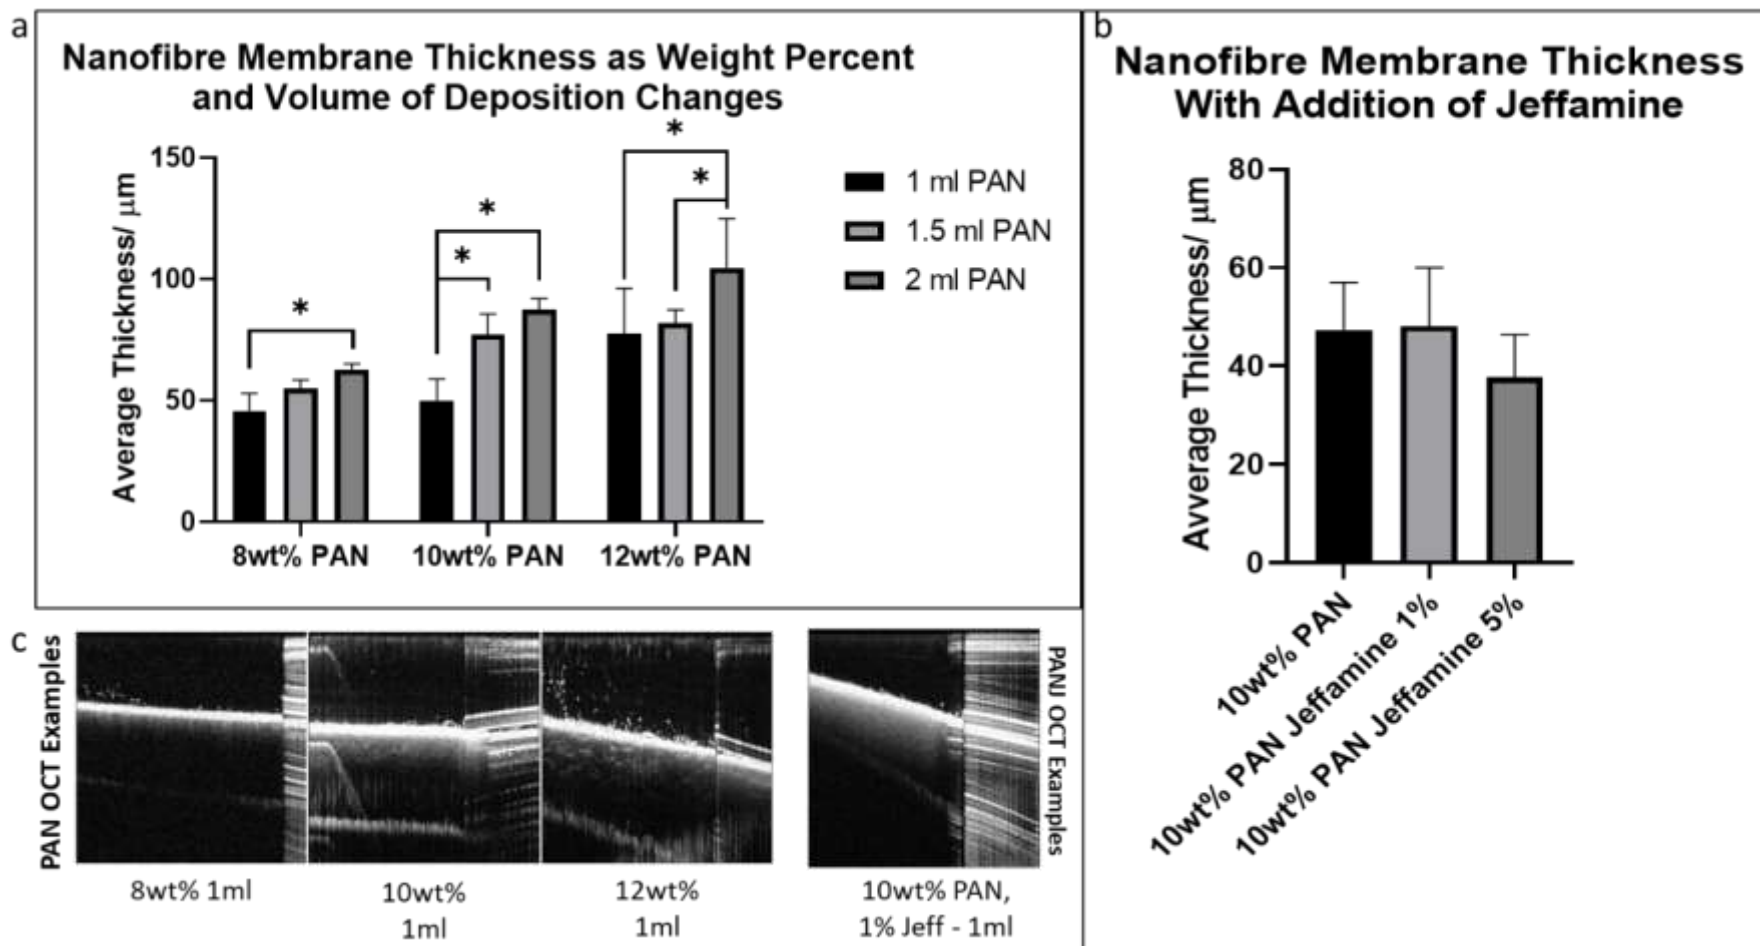 a
Nanofibre Membrane Thickness as Weight Percent
and Volume of Deposition Changes
Average Thickness/ μm
150
100
50
0
*
*
*
*
*
8wt% PAN
10wt% PAN
12wt% PAN
1 ml PAN
1.5 ml PAN
2 ml PAN
b
Nanofibre Membrane Thickness
With Addition of Jeffamine
Avverage Thickness/ μm
80
60
40
20
0
10wt% PAN
10wt% PAN Jeffamine 1%
10wt% PAN Jeffamine 5%
c
PAN OCT Examples
8wt% 1ml
10wt%
1ml
12wt%
1ml
PANJ OCT Examples
10wt% PAN,
1% Jeff - 1ml